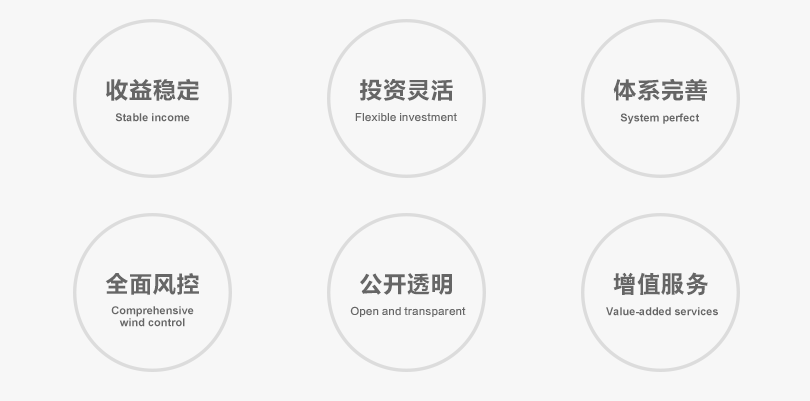 收益稳定
Stable income
投资灵活
Flexible investment
体系完善
System perfect
全面风控
Comprehensive
wind control
公开透明
Open and transparent
增值服务
Value-added services